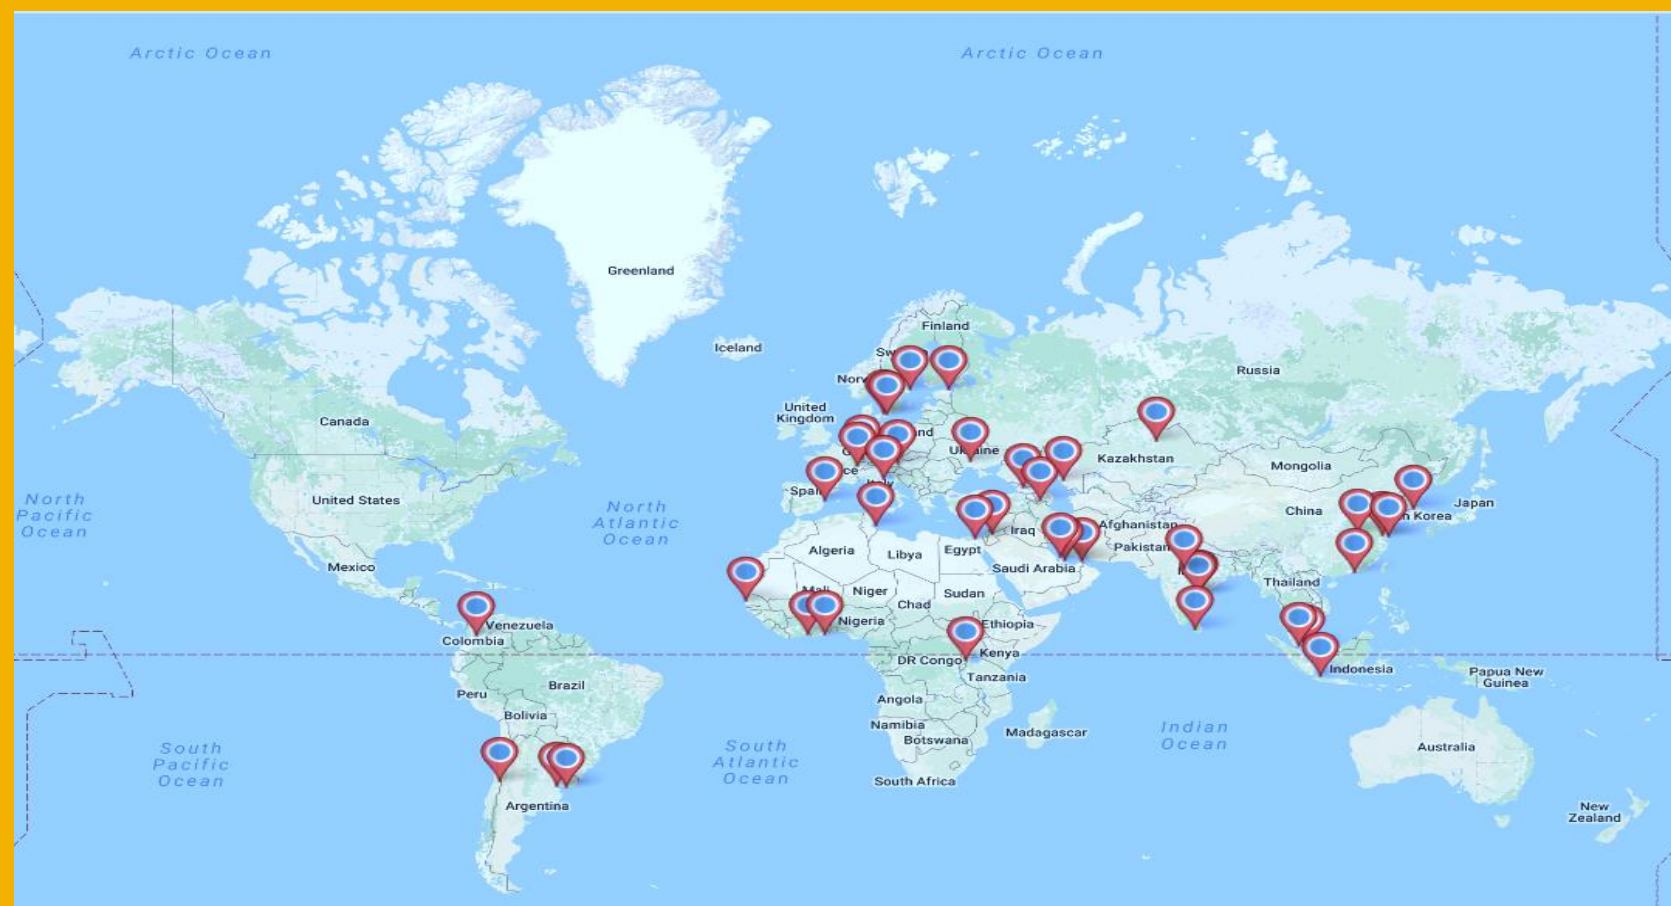 Arctic Ocean
Arctic Ocean
Greenland
Iceland
Finland
Russia
Canada
United
Kingdom
Kazakhstan
Mongolia
North
Pacific
Ocean
United States
North
Atlantic
Ocean
Japan
China
Korea
Iraq
Afghanistan
Pakistan
Algeria
Libya
Egypt
Saudi Arabia
Mexico
Thailand
Niger
Sudan
Chad
Nigeria
Ethiopia
Venezuela
Colombia
Kenya
DR Congo
Tanzania
Indonesia
Papua New
Guinea
Peru
Brazil
Angola
Bolivia
Namibia
Botswana
Madagascar
Indian
Ocean
Australia
South
Pacific
Ocean
South
Atlantic
Ocean
South Africa
Argentina
New
Zealand